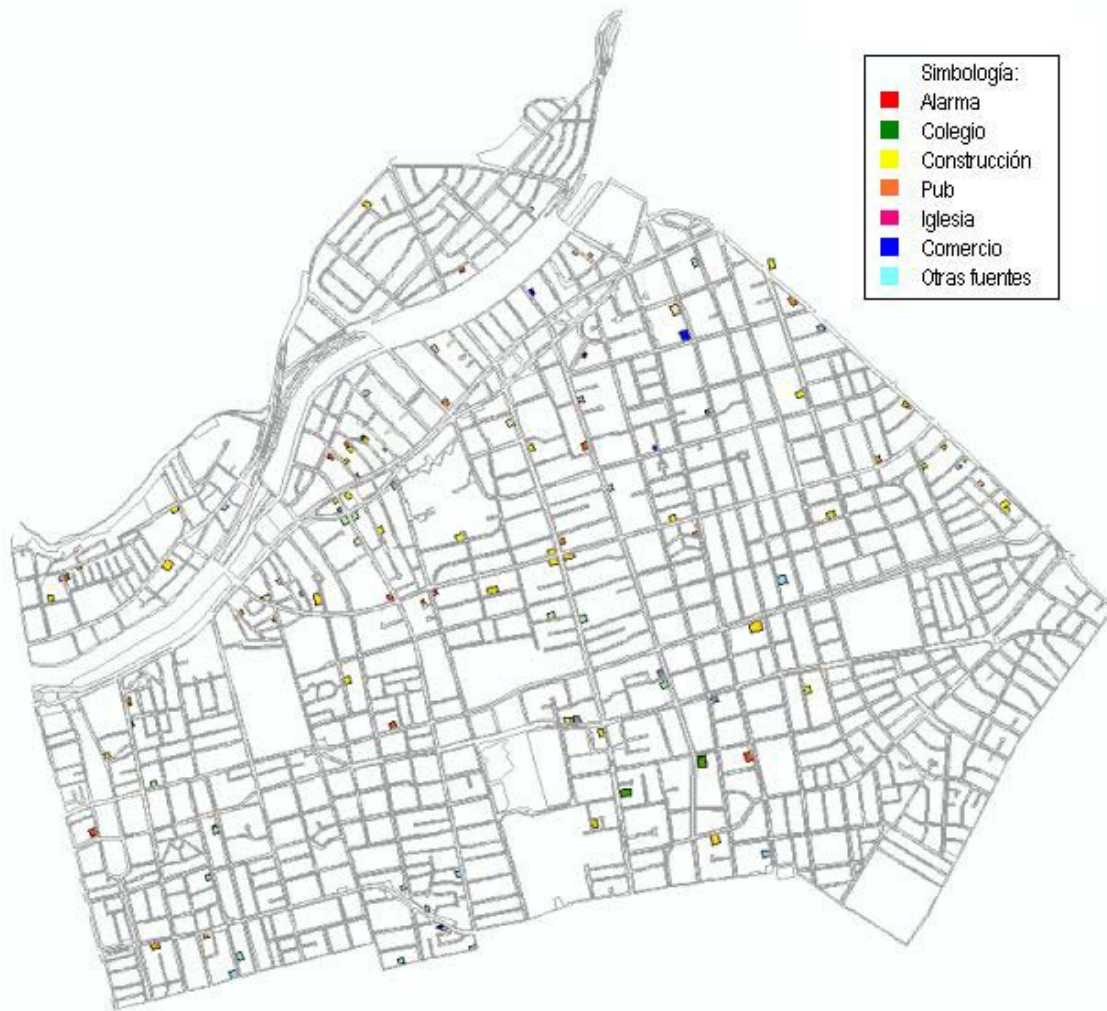 Simbología:
Alarma
Colegio
Construcción
Pub
Iglesia
Comercio
Otras fuentes